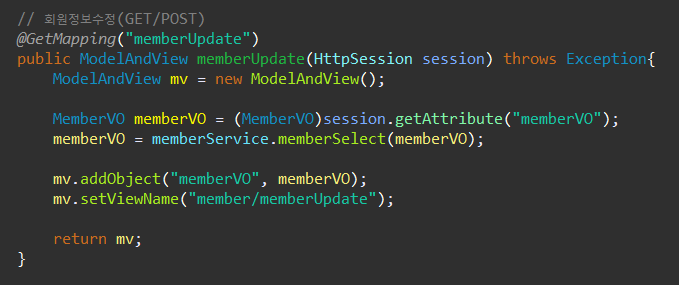 // 회원정보수정(GET/POST)
@GetMapping("memberUpdate")
public ModelAndView memberUpdate(HttpSession session) throws Exception{
    ModelAndView mv = new ModelAndView();

    MemberVO memberVO = (MemberVO)session.getAttribute("memberVO");
    memberVO = memberService.memberSelect(memberVO);

    mv.addObject("memberVO", memberVO);
    mv.setViewName("member/memberUpdate");

    return mv;
}